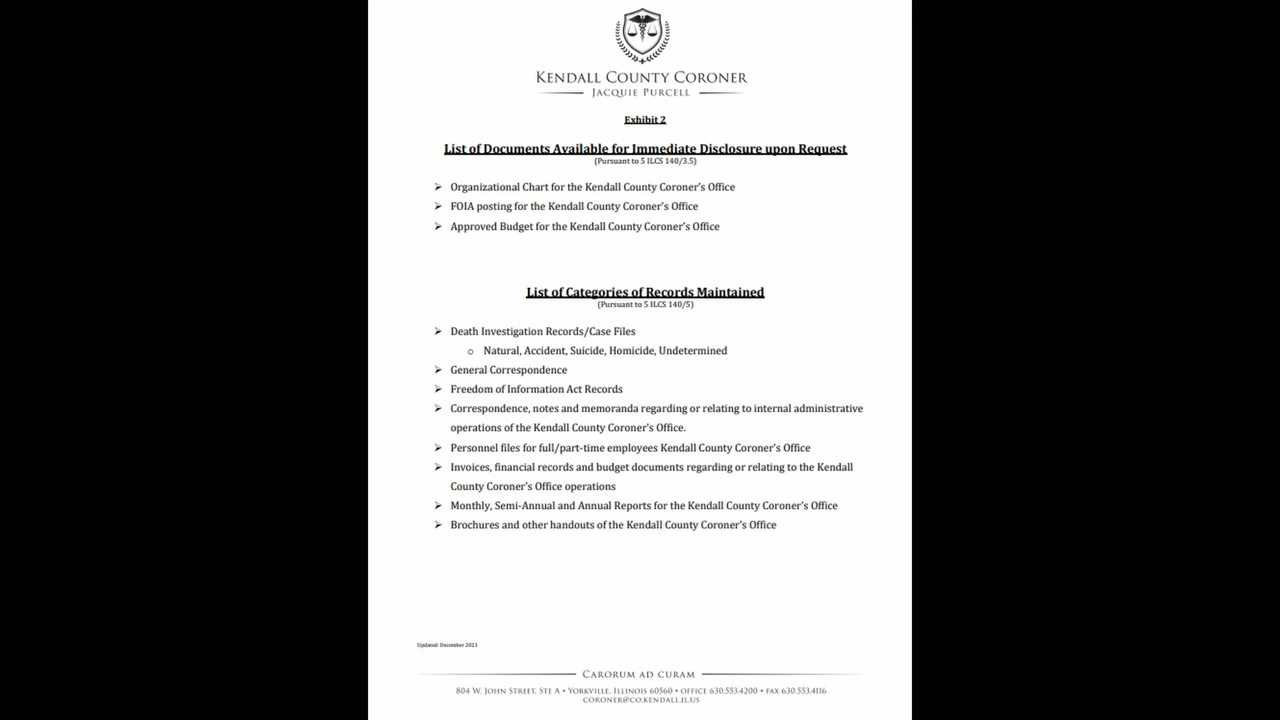 KENDALL COUNTY CORONER
JACQUIE PURCELL
Exhibit 2
List of Documents Available for Immediate Disclosure upon Request
(Pursuant to 5 ILCS 140/3.5)
➢ Organizational Chart for the Kendall County Coroner's Office
➢ FOIA posting for the Kendall County Coroner's Office
➢ Approved Budget for the Kendall County Coroner's Office
List of Categories of Records Maintained
(Pursuant to 5 ILCS 140/5)
➢ Death Investigation Records/Case Files
o Natural, Accident, Suicide, Homicide, Undetermined
➢ General Correspondence
➢ Freedom of Information Act Records
➢ Correspondence, notes and memoranda regarding or relating to internal administrative
operations of the Kendall County Coroner's Office.
➢ Personnel files for full/part-time employees Kendall County Coroner's Office
➢ Invoices, financial records and budget documents regarding or relating to the Kendall
County Coroner's Office operations
➢ Monthly, Semi-Annual and Annual Reports for the Kendall County Coroner's Office
➢ Brochures and other handouts of the Kendall County Coroner's Office
Updated: December 2021
CARORUM AD CURAM
804 W. JOHN STREET, STE A • YORKVILLE, ILLINOIS 60560 • OFFICE 630.553.4200 • FAX 630.553.4116
CORONER@CO.KENDALL.IL.US